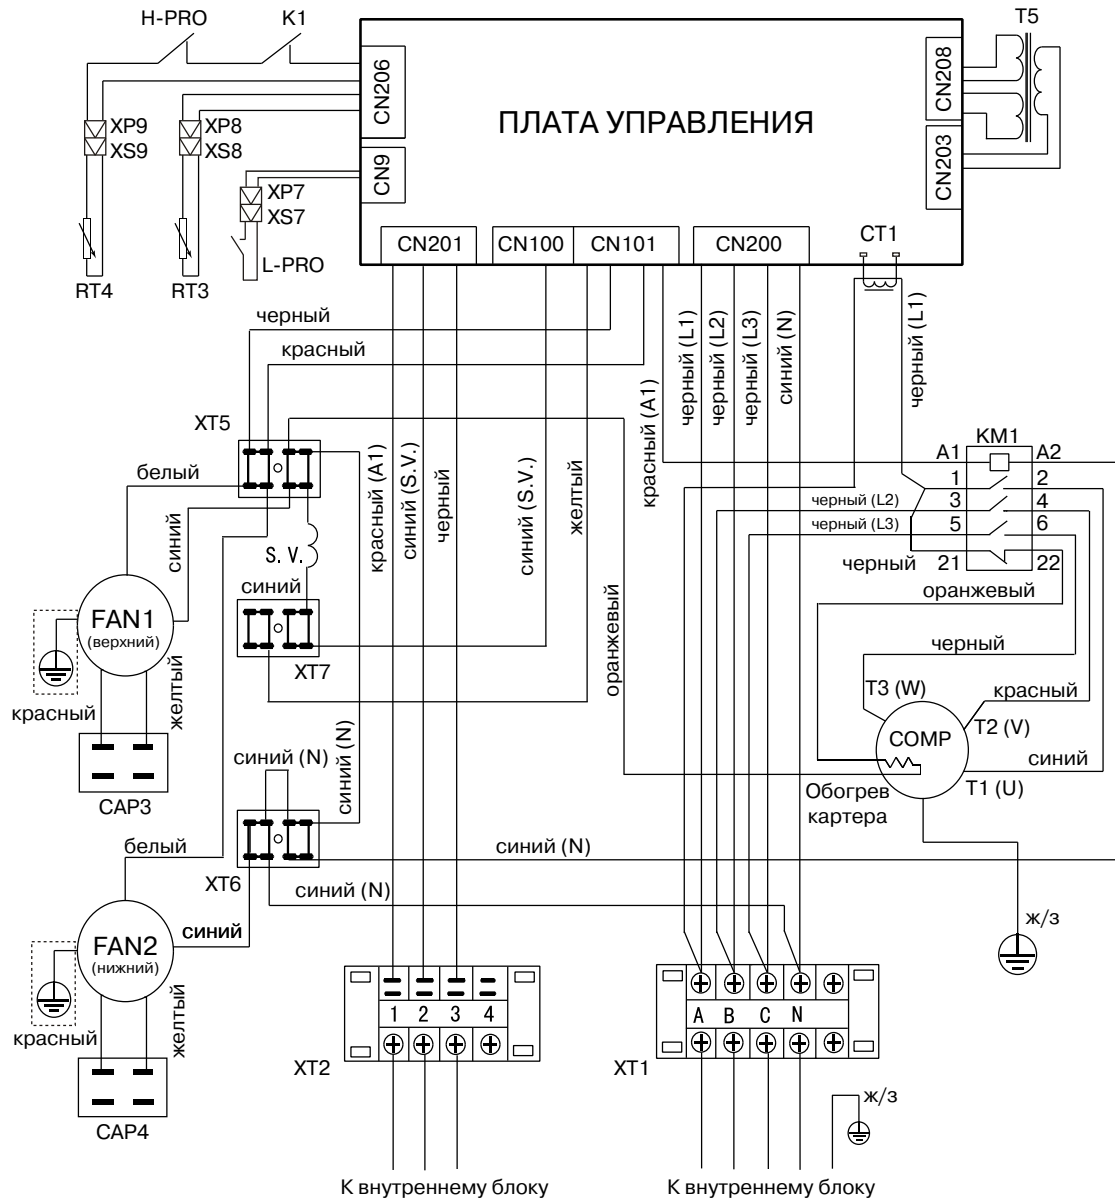 H-PRO
K1
T5
CN206
CN208
XP9
XS9
XP8
XS8
ПЛАТА УПРАВЛЕНИЯ
CN9
CN203
XP7
XS7
L-PRO
RT4
RT3
CN201
CN100
CN101
CN200
CT1
черный
красный
черный (L1)
черный (L2)
черный (L3)
синий (N)
черный (L1)
XT5
красный (A1)
синий (S.V.)
черный
синий (S.V.)
желтый
красный (A1)
A1
KM1
A2
белый
1
2
черный (L2)
3
4
черный (L3)
5
6
синий
S. V.
черный
21
22
синий
оранжевый
FAN1
(верхний)
оранжевый
черный
XT7
T3 (W)
красный
желтый
красный
T2 (V)
COMP
синий (N)
синий (N)
синий
T1 (U)
Обогрев
картера
CAP3
белый
синий (N)
XT6
синий (N)
ж/з
синий
FAN2
(нижний)
красный
желтый
1
2
3
4
A
B
C
N
XT2
XT1
ж/з
CAP4
К внутреннему блоку
К внутреннему блоку